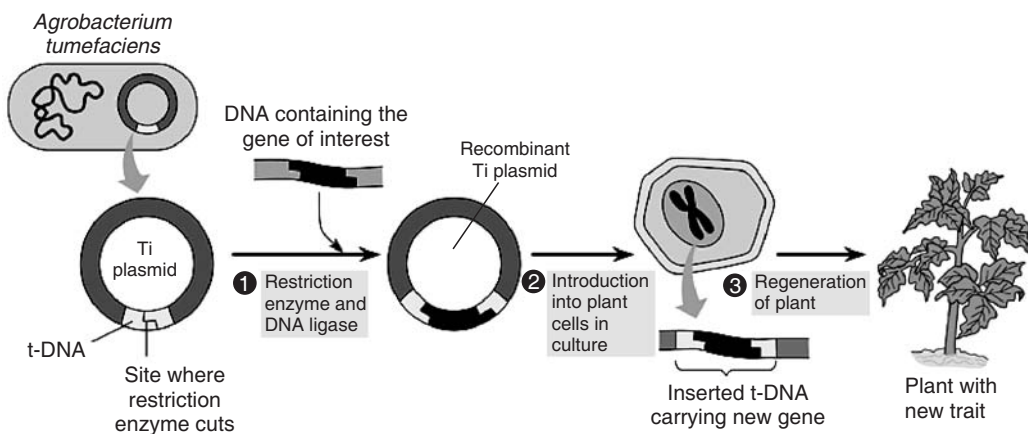 Agrobacterium
tumefaciens
DNA containing the
gene of interest
Recombinant
Ti plasmid
Ti
plasmid
1 Restriction
enzyme and
DNA ligase
2 Introduction
into plant
cells in
culture
3 Regeneration
of plant
t-DNA
Site where
restriction
enzyme cuts
Inserted t-DNA
carrying new gene
Plant with
new trait